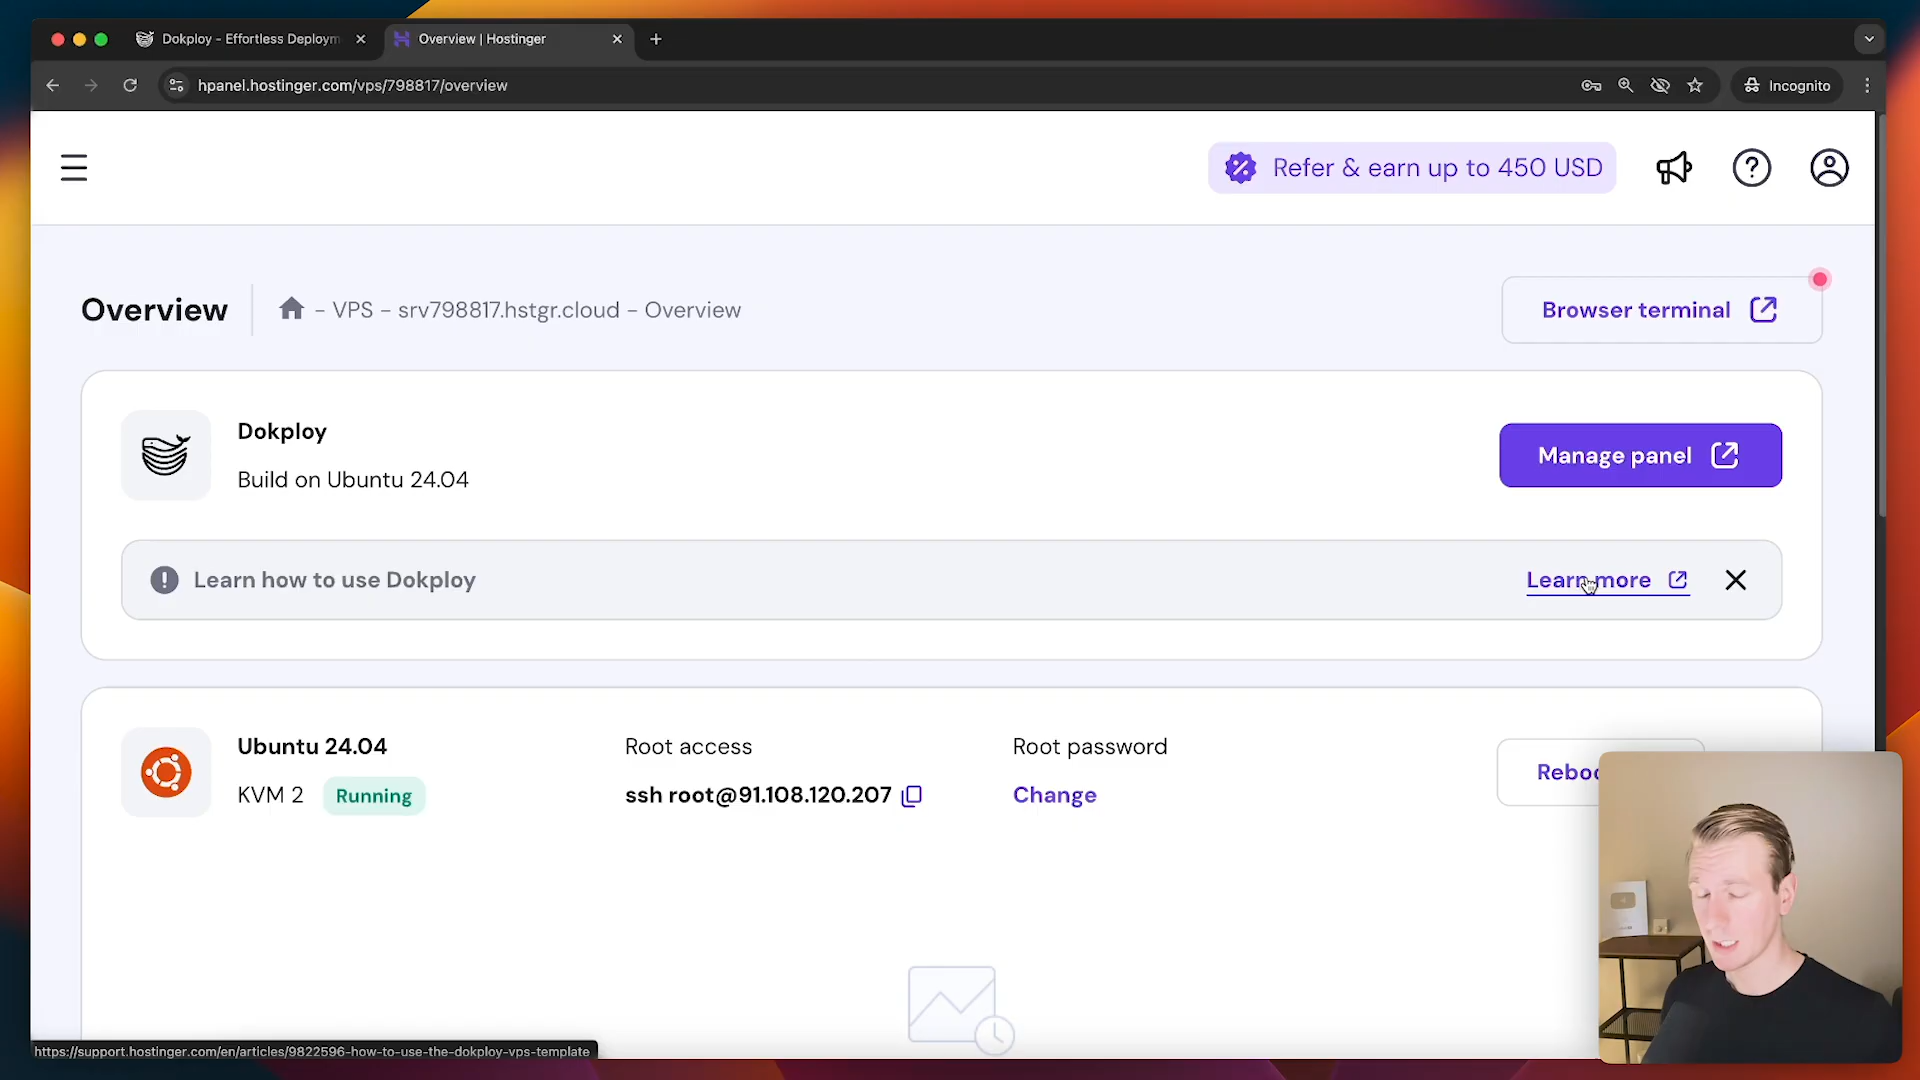 Dokploy - Effortless Deploym
Overview | Hostinger
hpanel.hostinger.com/vps/798817/overview
Incognito
Refer & earn up to 450 USD
Overview
– VPS – srv798817.hstgr.cloud – Overview
Browser terminal
Dokploy
Build on Ubuntu 24.04
Manage panel
Learn how to use Dokploy
Learn more
Ubuntu 24.04
KVM 2
Running
Root access
ssh root@91.108.120.207
Root password
Change
Reboo
https://support.hostinger.com/en/articles/9822596-how-to-use-the-dokploy-vps-template